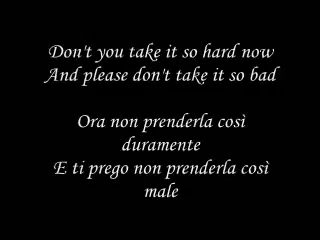 Don't you take it so hard now
And please don't take it so bad
Ora non prenderla così
duramente
E ti prego non prenderla così
male